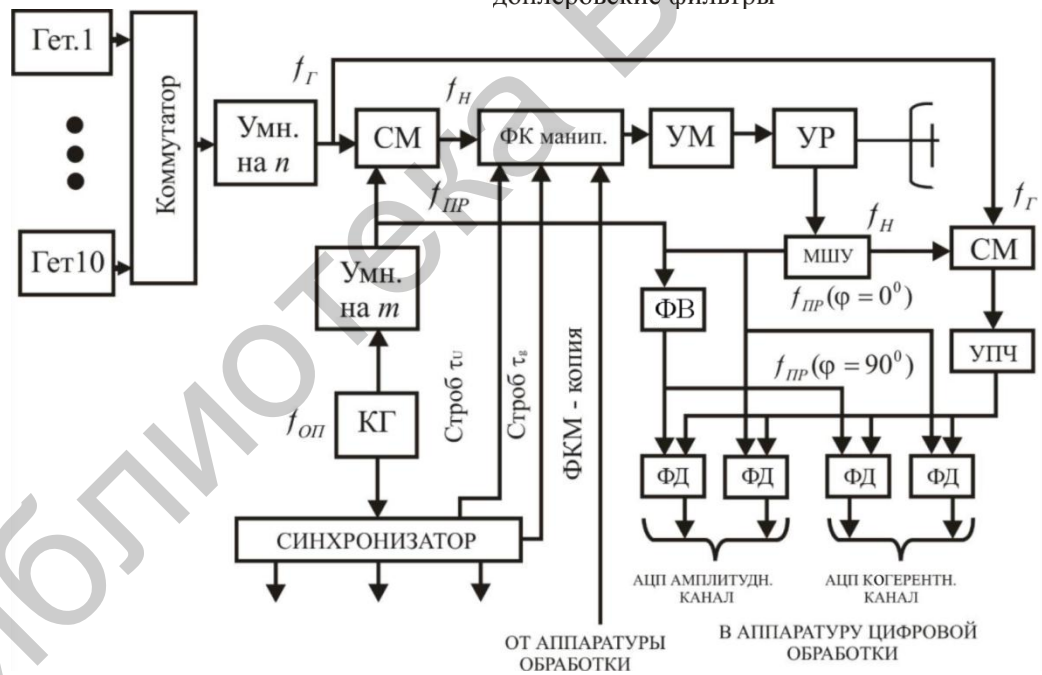 доплеровские фильтры
Гет.1
Гет10
Коммутатор
Умн.
на n
f_Г
СМ
f_Н
ФК манип.
УМ
УР
f_ПР
МШУ
f_Н
f_Г
СМ
Умн.
на m
ФВ
f_ПР(φ = 0⁰)
УПЧ
f_ПР(φ = 90⁰)
f_ОП
КГ
Строб τ_U
Строб τ_g
ФКМ - копия
ФД
ФД
ФД
ФД
СИНХРОНИЗАТОР
АЦП АМПЛИТУДН.
КАНАЛ
АЦП КОГЕРЕНТН.
КАНАЛ
ОТ АППАРАТУРЫ
ОБРАБОТКИ
В АППАРАТУРУ ЦИФРОВОЙ
ОБРАБОТКИ